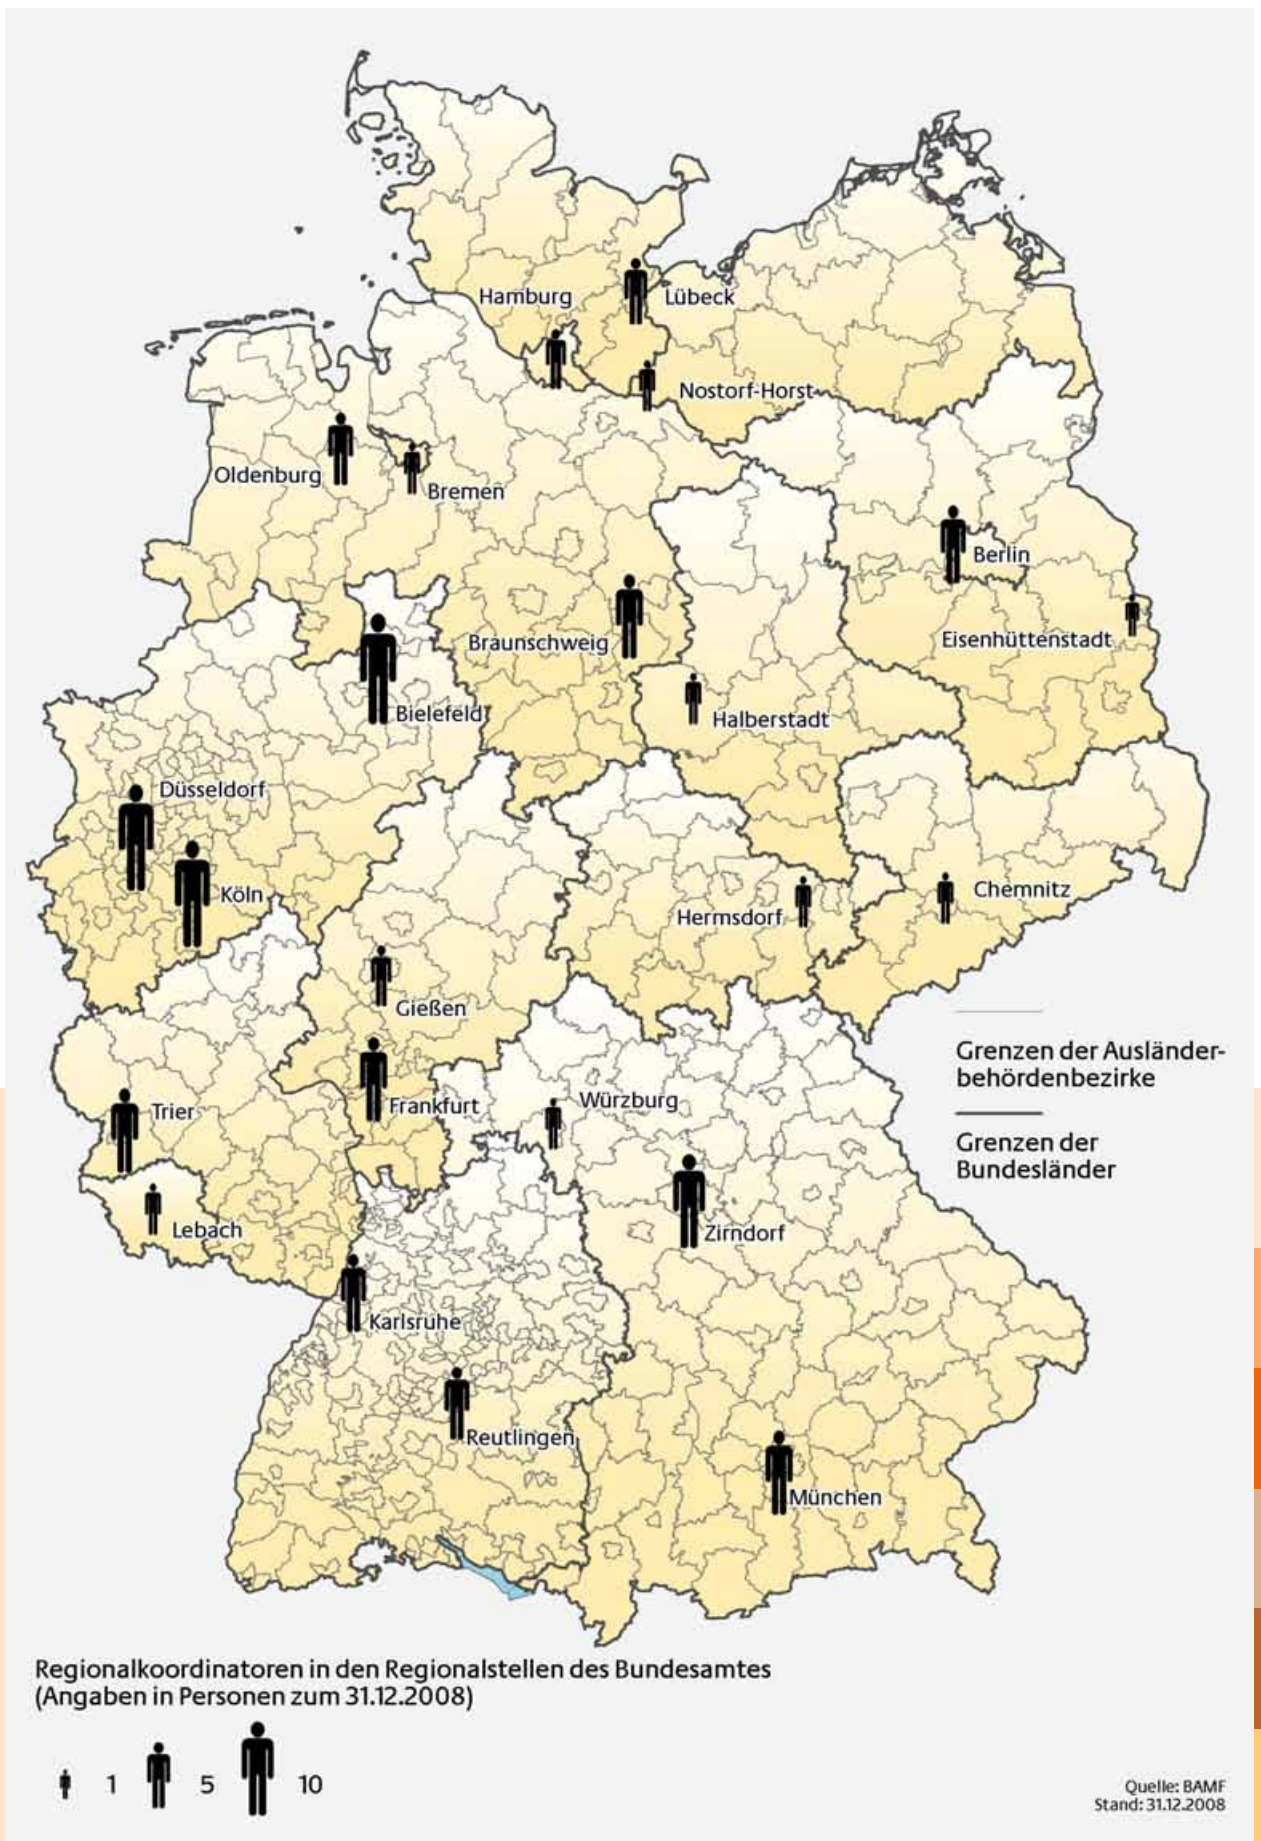 Hamburg
Lübeck
Nostorf-Horst
Oldenburg
Bremen
Berlin
Eisenhüttenstadt
Braunschweig
Bielefeld
Halberstadt
Düsseldorf
Köln
Chemnitz
Hermsdorf
Gießen
Grenzen der Ausländer-
behördenbezirke
Frankfurt
Würzburg
Trier
Grenzen der
Bundesländer
Lebach
Zirndorf
Karlsruhe
Reutlingen
München
Regionalkoordinatoren in den Regionalstellen des Bundesamtes
(Angaben in Personen zum 31.12.2008)
1 5 10
Quelle: BAMF
Stand: 31.12.2008